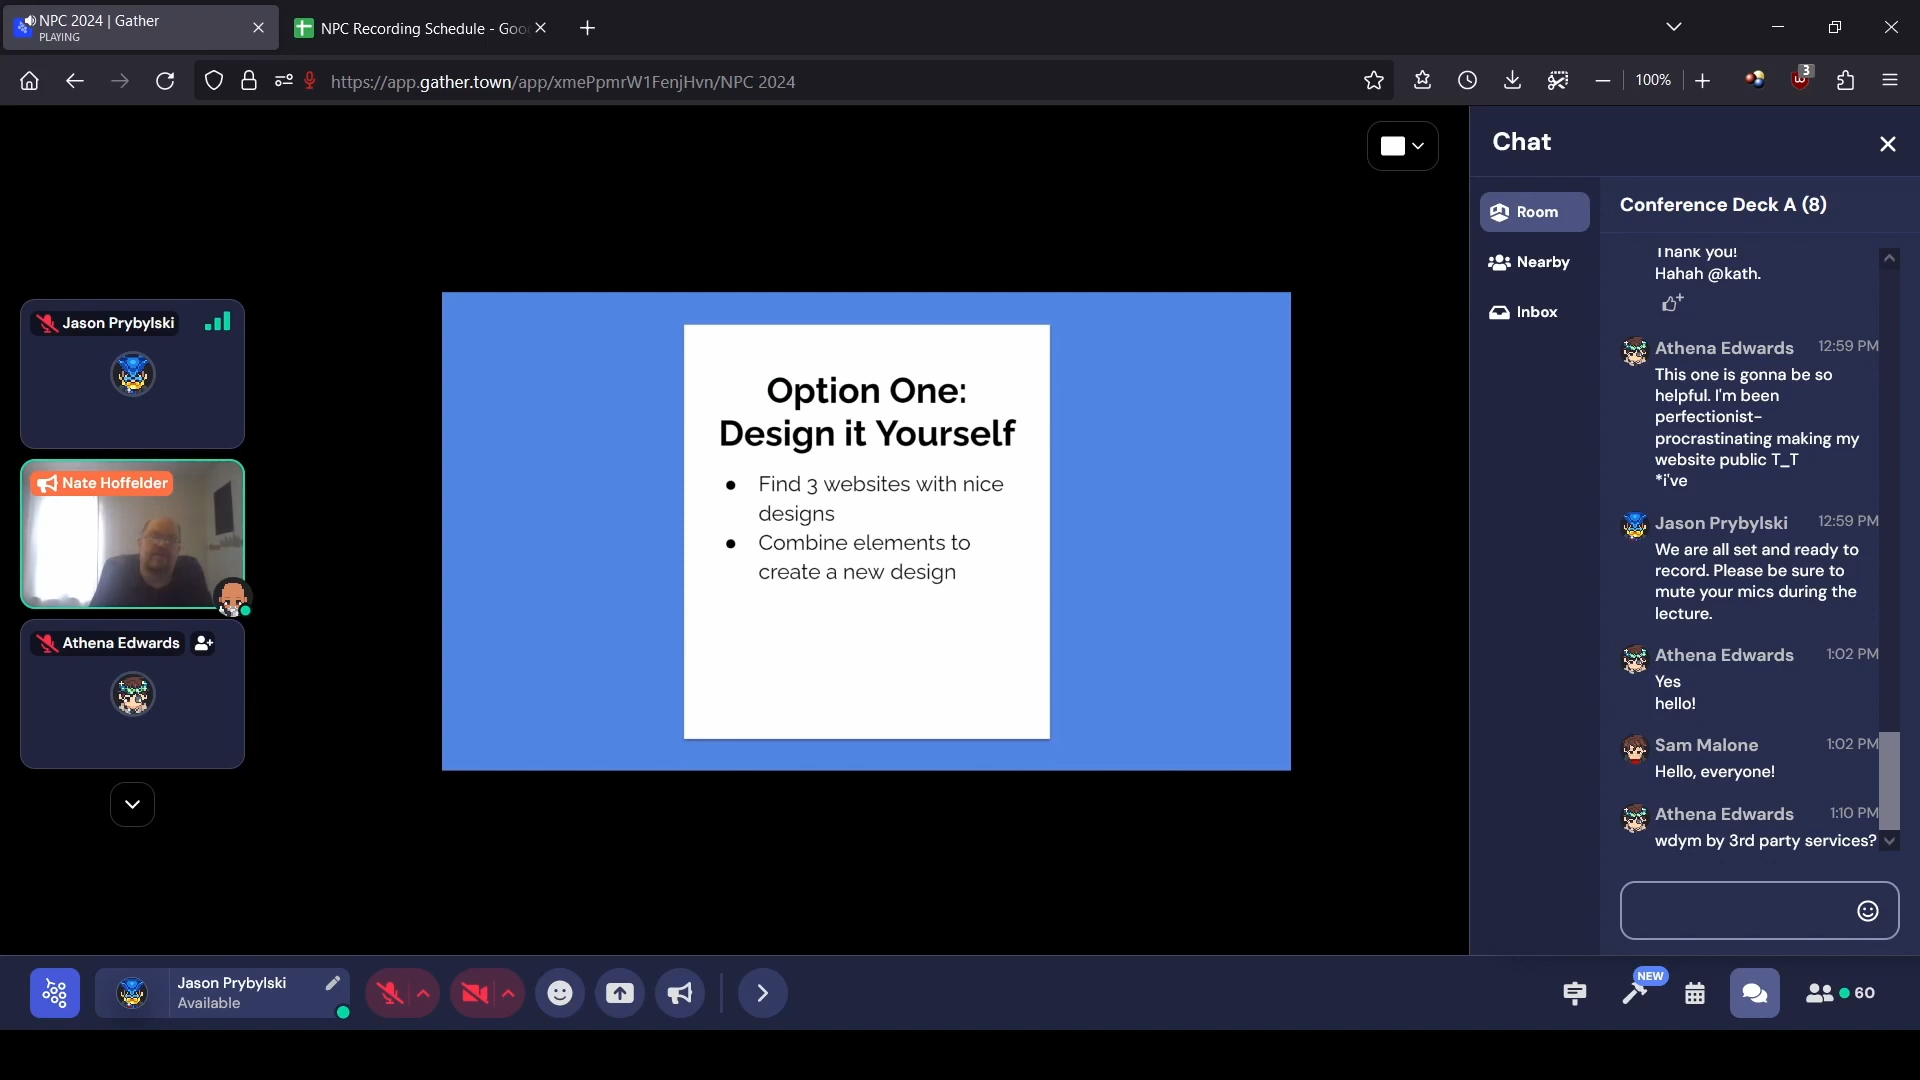 NPC 2024 | Gather
PLAYING
NPC Recording Schedule - Goo
https://app.gather.town/app/xmePpmrW1FenjHvn/NPC 2024
100%
3
Chat
Room
Nearby
Inbox
Conference Deck A (8)
Thank you!
Hahah @kath.
Athena Edwards 12:59 PM
This one is gonna be so
helpful. I'm been
perfectionist-
procrastinating making my
website public T_T
*i've
Jason Prybylski 12:59 PM
We are all set and ready to
record. Please be sure to
mute your mics during the
lecture.
Athena Edwards 1:02 PM
Yes
hello!
Sam Malone 1:02 PM
Hello, everyone!
Athena Edwards 1:10 PM
wdym by 3rd party services?
Jason Prybylski
Nate Hoffelder
Athena Edwards
Option One:
Design it Yourself
● Find 3 websites with nice
designs
● Combine elements to
create a new design
Jason Prybylski
Available
NEW
60